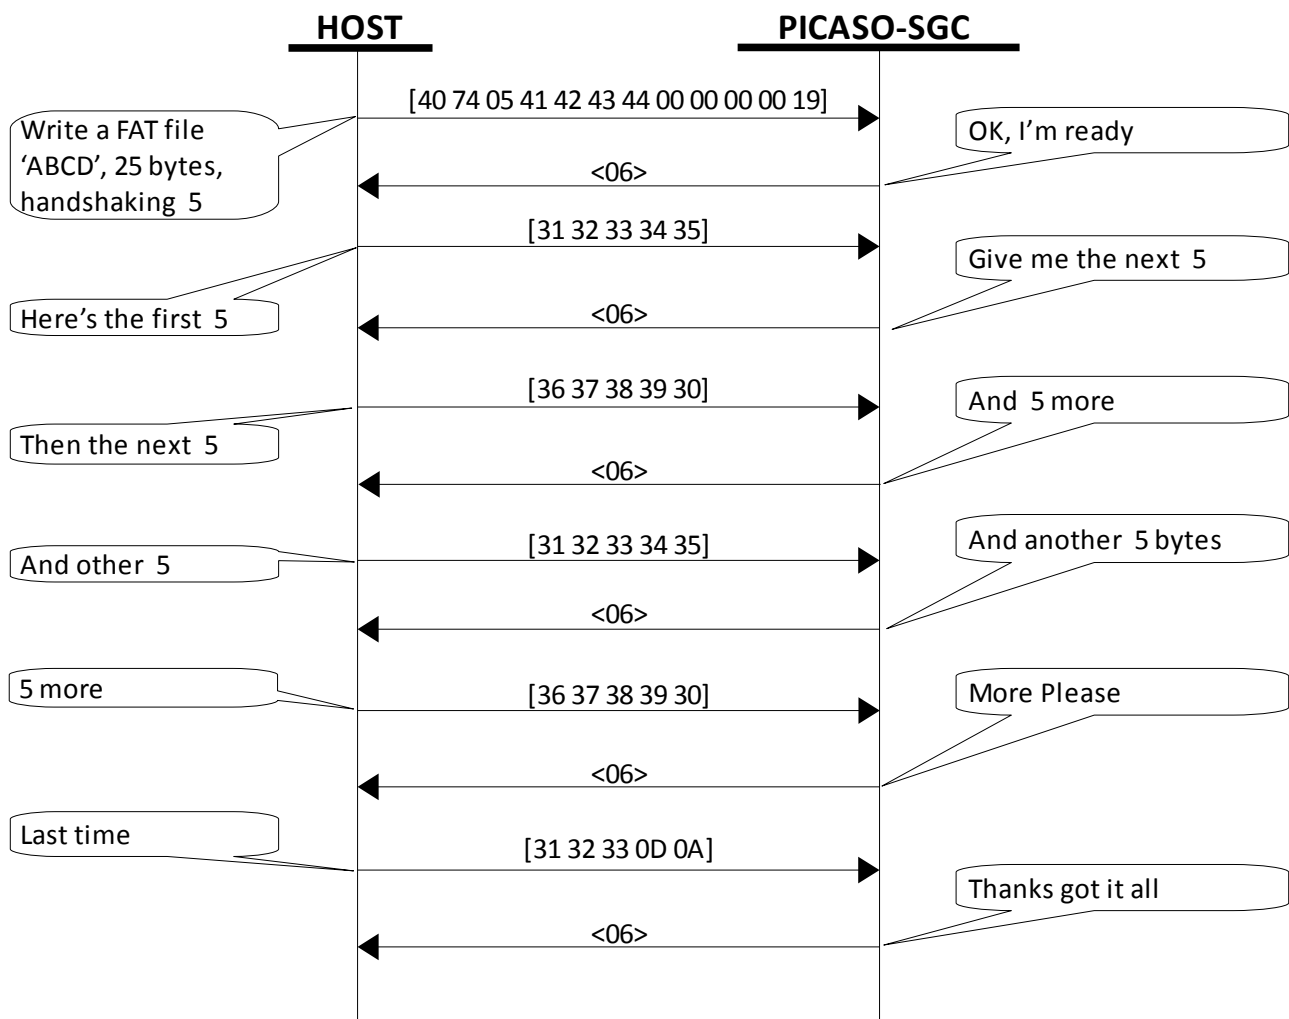 HOST
PICASO-SGC
[40 74 05 41 42 43 44 00 00 00 00 19]
Write a FAT file
‘ABCD’, 25 bytes,
handshaking 5
OK, I’m ready
<06>
[31 32 33 34 35]
Here’s the first 5
Give me the next 5
<06>
[36 37 38 39 30]
Then the next 5
And 5 more
<06>
[31 32 33 34 35]
And other 5
And another 5 bytes
<06>
5 more
[36 37 38 39 30]
More Please
<06>
Last time
[31 32 33 0D 0A]
Thanks got it all
<06>